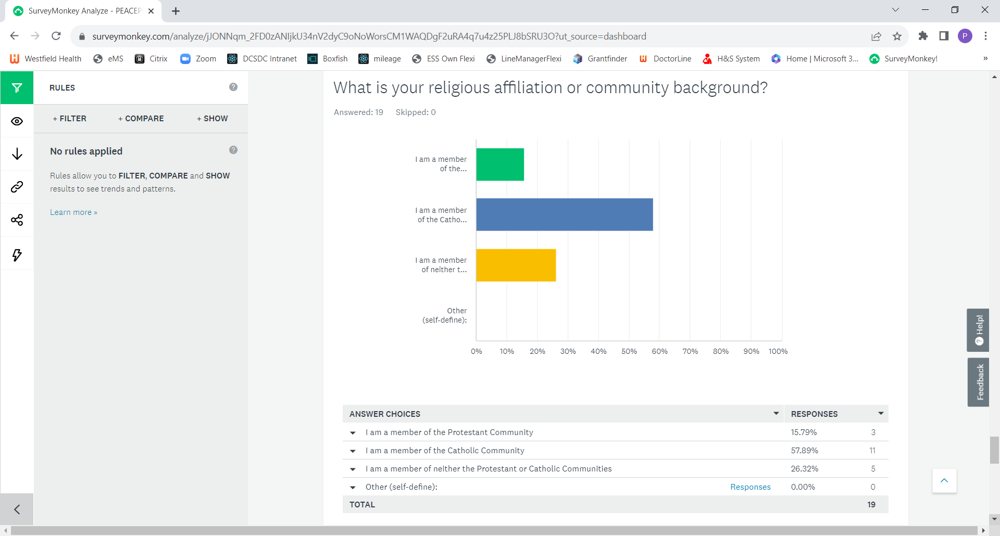 SurveyMonkey Analyze - PEACEP
surveymonkey.com/analyze/jJONNqm_2FD0zANIjkU34nV2dyC9oNoWorsCM1WAQDgF2uRA4q7u4z25PLJ8bSRU3O?ut_source=dashboard
P
Westfield Health eMS Citrix Zoom DCSDC Intranet Boxfish mileage ESS Own Flexi LineManagerFlexi Grantfinder DoctorLine H&S System Home | Microsoft 3... SurveyMonkey! »
RULES
+ FILTER + COMPARE + SHOW
No rules applied
Rules allow you to FILTER, COMPARE and SHOW
results to see trends and patterns.
Learn more »
What is your religious affiliation or community background?
Answered: 19 Skipped: 0
I am a member
of the...
I am a member
of the Catho...
I am a member
of neither t...
Other
(self-define):
0% 10% 20% 30% 40% 50% 60% 70% 80% 90% 100%
ANSWER CHOICES RESPONSES
I am a member of the Protestant Community 15.79% 3
I am a member of the Catholic Community 57.89% 11
I am a member of neither the Protestant or Catholic Communities 26.32% 5
Other (self-define): Responses 0.00% 0
TOTAL 19
Help!
Feedback